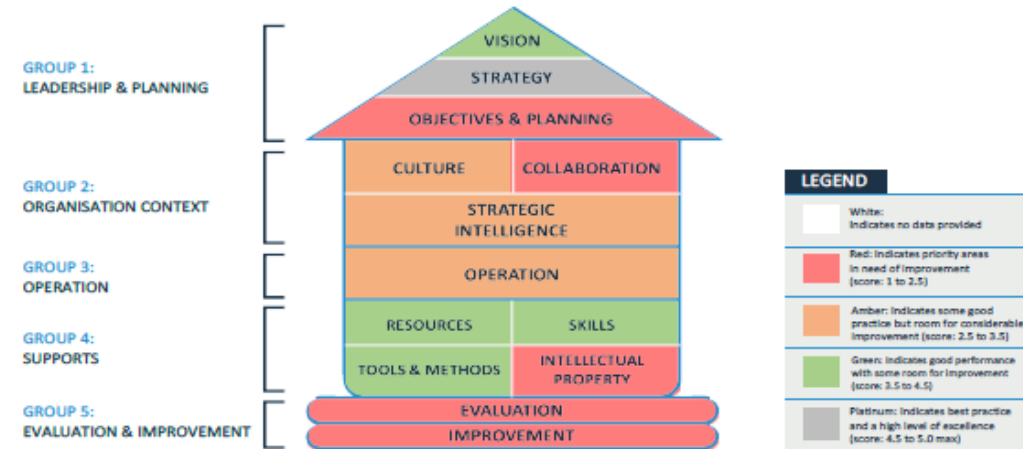 GROUP 1:
LEADERSHIP & PLANNING
GROUP 2:
ORGANISATION CONTEXT
GROUP 3:
OPERATION
GROUP 4:
SUPPORTS
GROUP 5:
EVALUATION & IMPROVEMENT
VISION
STRATEGY
OBJECTIVES & PLANNING
CULTURE
COLLABORATION
STRATEGIC
INTELLIGENCE
OPERATION
RESOURCES
SKILLS
TOOLS & METHODS
INTELLECTUAL
PROPERTY
EVALUATION
IMPROVEMENT
LEGEND
White:
Indicates no data provided
Red: Indicates priority areas
in need of improvement
(score: 1 to 2.5)
Amber: Indicates some good
practice but room for considerable
improvement (score: 2.5 to 3.5)
Green: Indicates good performance
with some room for improvement
(score: 3.5 to 4.5)
Platinum: Indicates best practice
and a high level of excellence
(score: 4.5 to 5.0 max)